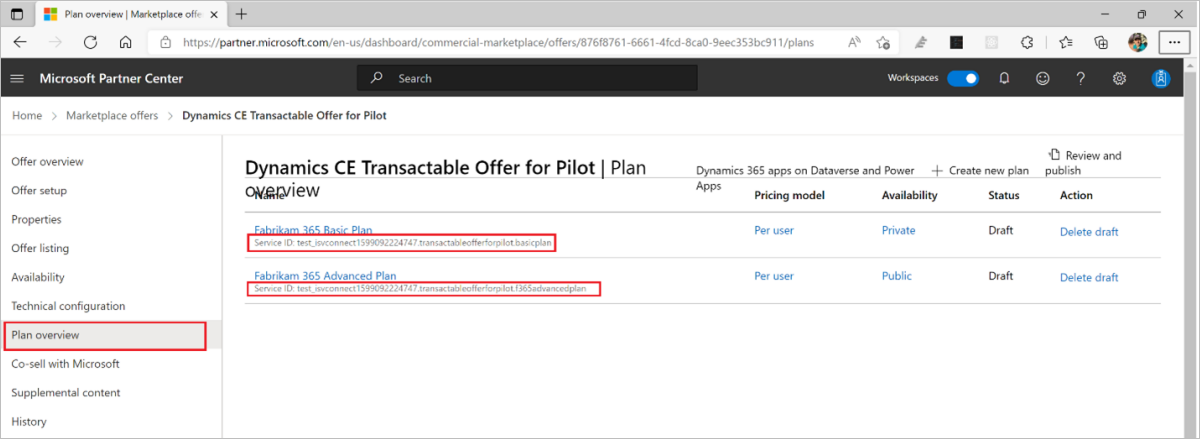 Plan overview | Marketplace offe
https://partner.microsoft.com/en-us/dashboard/commercial-marketplace/offers/876f8761-6661-4fcd-8ca0-9eec353bc911/plans
Microsoft Partner Center
Search
Workspaces
Home > Marketplace offers > Dynamics CE Transactable Offer for Pilot
Offer overview
Offer setup
Properties
Offer listing
Availability
Technical configuration
Plan overview
Co-sell with Microsoft
Supplemental content
History
Dynamics CE Transactable Offer for Pilot | Plan
overview
Dynamics 365 apps on Dataverse and Power
Apps
Create new plan
Review and
publish
Name Pricing model Availability Status Action
Fabrikam 365 Basic Plan Per user Private Draft Delete draft
Service ID: test_isvconnect1599092224747.transactableofferforpilot.basicplan
Fabrikam 365 Advanced Plan Per user Public Draft Delete draft
Service ID: test_isvconnect1599092224747.transactableofferforpilot.f365advancedplan